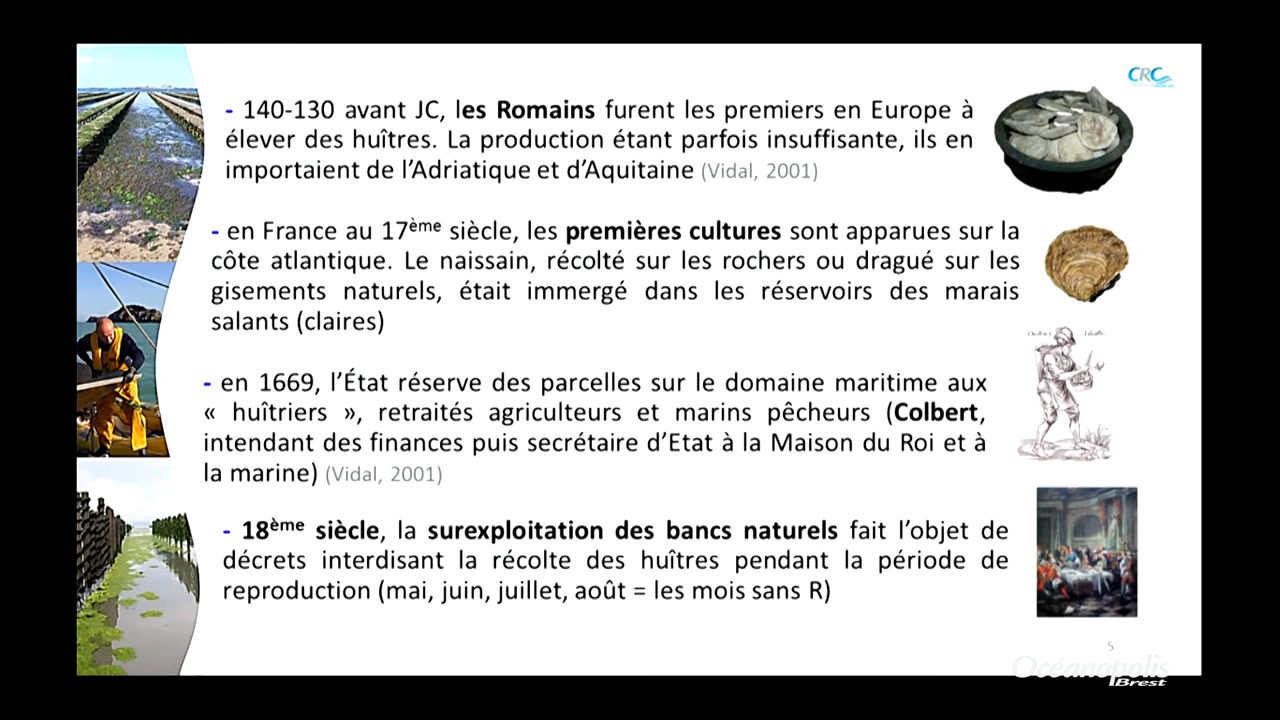 CRC
- 140-130 avant JC, les Romains furent les premiers en Europe à
élever des huîtres. La production étant parfois insuffisante, ils en
importaient de l’Adriatique et d’Aquitaine (Vidal, 2001)
- en France au 17ème siècle, les premières cultures sont apparues sur la
côte atlantique. Le naissain, récolté sur les rochers ou dragué sur les
gisements naturels, était immergé dans les réservoirs des marais
salants (claires)
- en 1669, l’État réserve des parcelles sur le domaine maritime aux
« huîtriers », retraités agriculteurs et marins pêcheurs (Colbert,
intendant des finances puis secrétaire d’Etat à la Maison du Roi et à
la marine) (Vidal, 2001)
- 18ème siècle, la surexploitation des bancs naturels fait l’objet de
décrets interdisant la récolte des huîtres pendant la période de
reproduction (mai, juin, juillet, août = les mois sans R)
5
Océanopolis
Brest